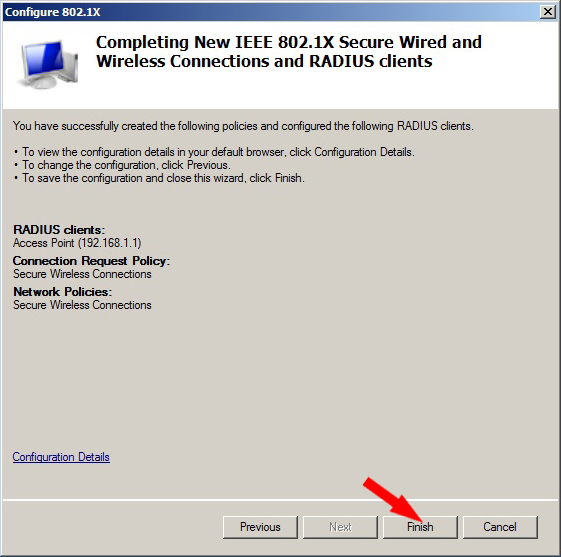 Configure 802.1X
Completing New IEEE 802.1X Secure Wired and
Wireless Connections and RADIUS clients
You have successfully created the following policies and configured the following RADIUS clients.
• To view the configuration details in your default browser, click Configuration Details.
• To change the configuration, click Previous.
• To save the configuration and close this wizard, click Finish.
RADIUS clients:
Access Point (192.168.1.1)
Connection Request Policy:
Secure Wireless Connections
Network Policies:
Secure Wireless Connections
Configuration Details
Previous Next Finish Cancel